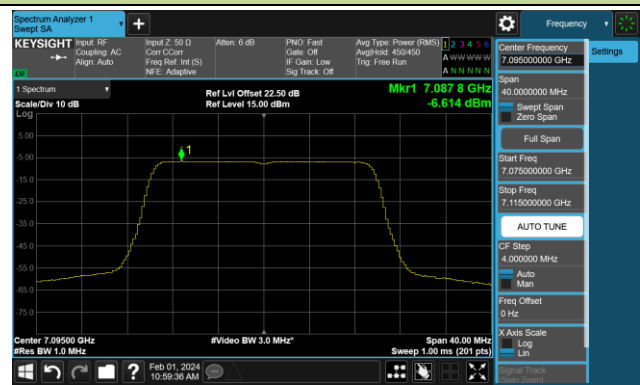 Spectrum Analyzer 1
Swept SA
Frequency
KEYSIGHT
Input: RF
Coupling: AC
Align: Auto
Input Z: 50 Ω
Corr CCorr
Freq Ref: Int (S)
NFE: Adaptive
Atten: 6 dB
PNO: Fast
Gate: Off
IF Gain: Low
Sig Track: Off
Avg Type: Power (RMS)
Avg|Hold: 450/450
Trig: Free Run
1 2 3 4 5 6
A W W W W W
A N N N N N
LV
1 Spectrum
Scale/Div 10 dB
Log
Ref Lvl Offset 22.50 dB
Ref Level 15.00 dBm
Mkr1 7.087 8 GHz
-6.614 dBm
1
5.00
-5.00
-15.0
-25.0
-35.0
-45.0
-55.0
-65.0
-75.0
Center 7.09500 GHz
#Res BW 1.0 MHz
#Video BW 3.0 MHz*
Span 40.00 MHz
Sweep 1.00 ms (201 pts)
Center Frequency
7.095000000 GHz
Settings
Span
40.0000000 MHz
Swept Span
Zero Span
Full Span
Start Freq
7.075000000 GHz
Stop Freq
7.115000000 GHz
AUTO TUNE
CF Step
4.000000 MHz
Auto
Man
Freq Offset
0 Hz
X Axis Scale
Log
Lin
Signal Track
(Span Zoom)
?
Feb 01, 2024
10:59:36 AM